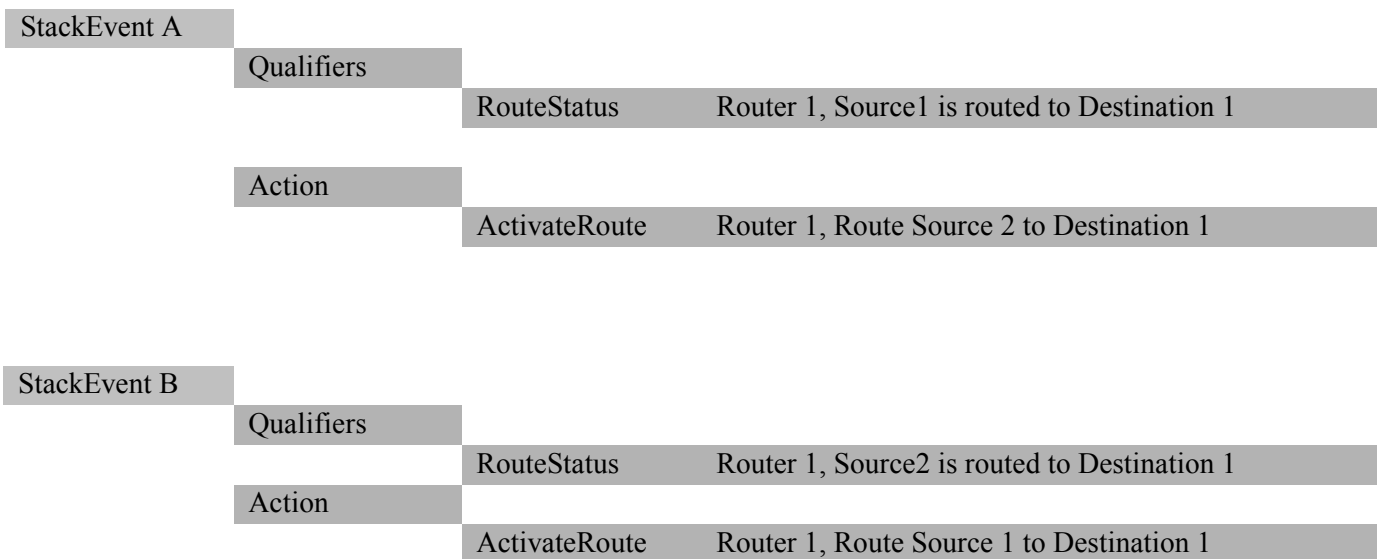 StackEvent A
Qualifiers
RouteStatus Router 1, Source1 is routed to Destination 1
Action
ActivateRoute Router 1, Route Source 2 to Destination 1
StackEvent B
Qualifiers
RouteStatus Router 1, Source2 is routed to Destination 1
Action
ActivateRoute Router 1, Route Source 1 to Destination 1